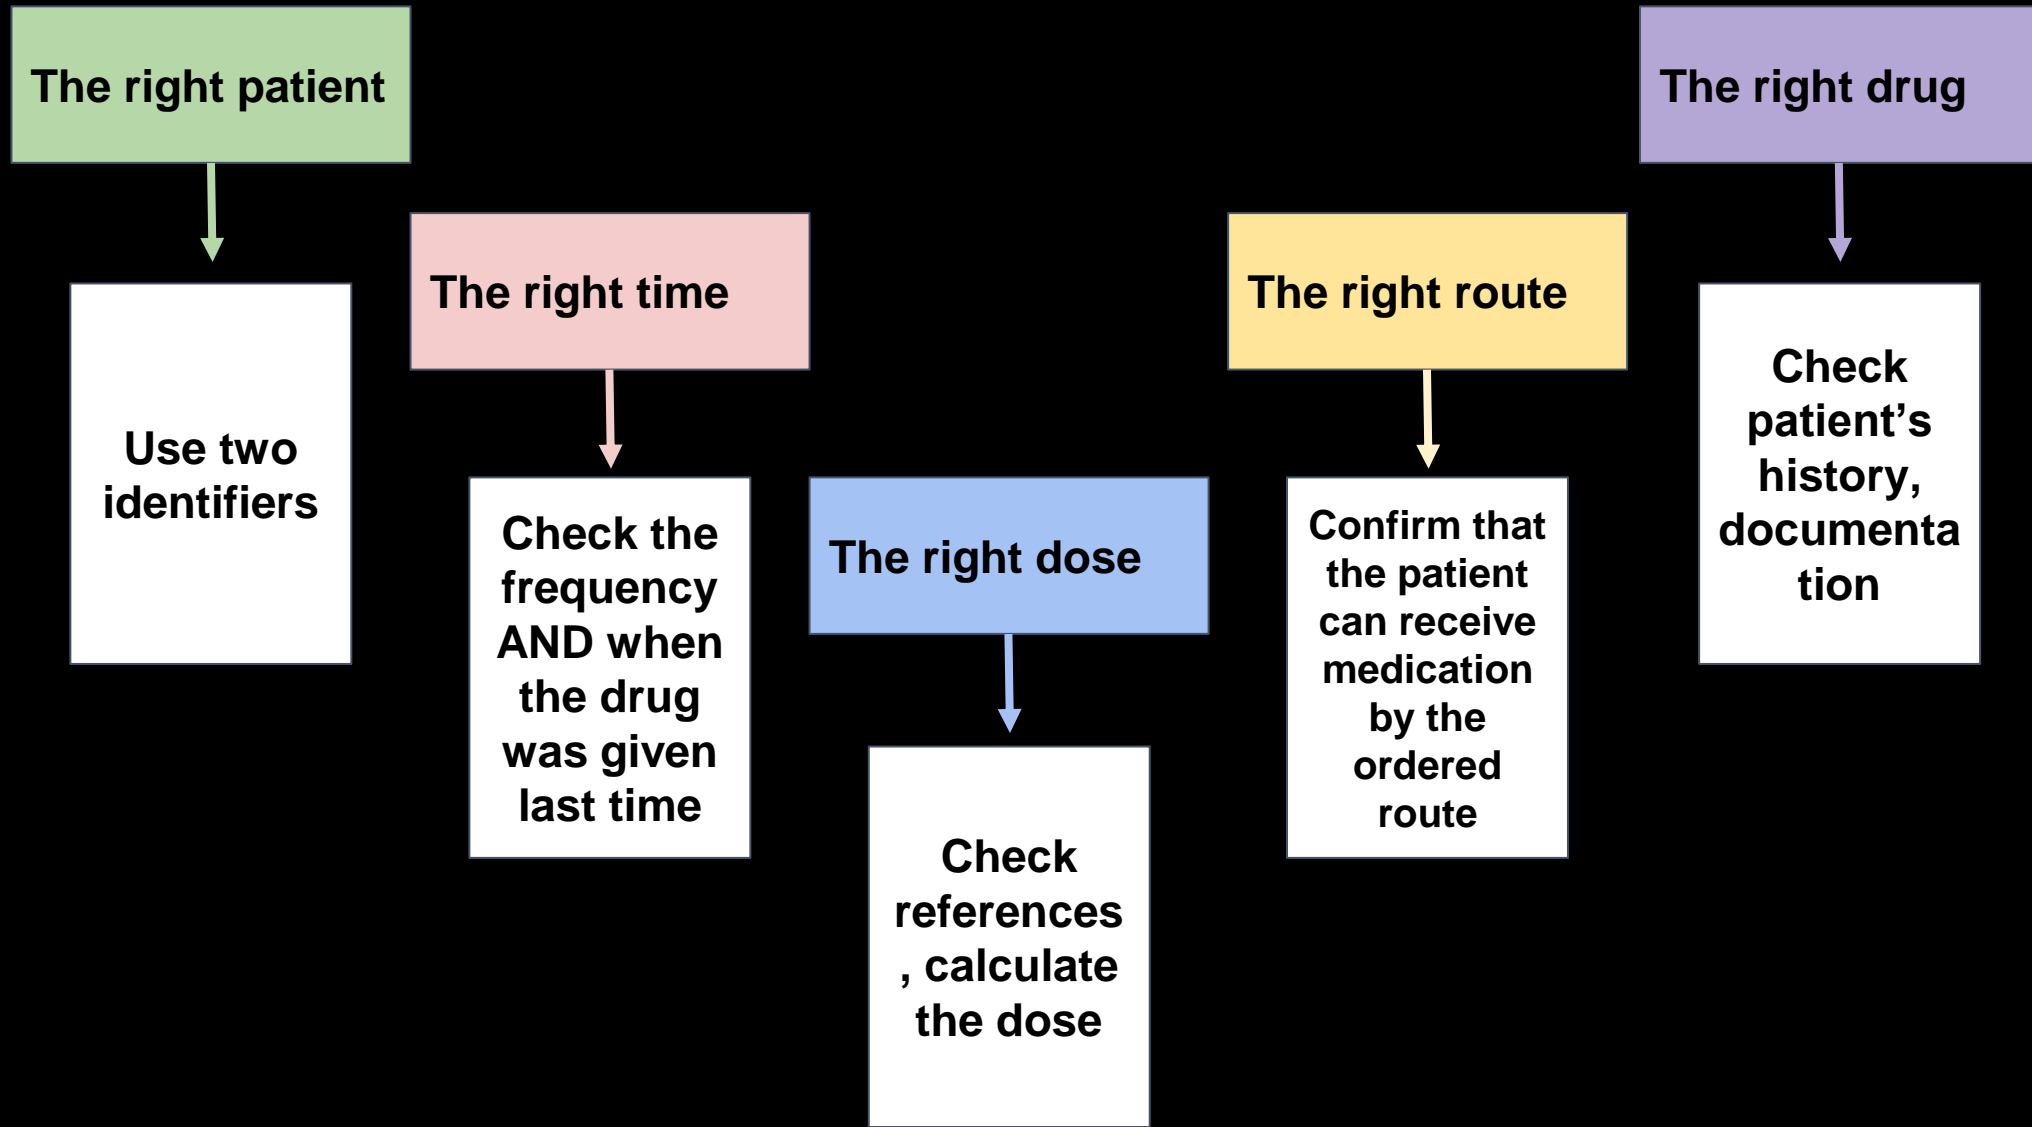 The right patient
Use two
identifiers
The right time
Check the
frequency
AND when
the drug
was given
last time
The right dose
Check
references
, calculate
the dose
The right route
Confirm that
the patient
can receive
medication
by the
ordered
route
The right drug
Check
patient’s
history,
documenta
tion